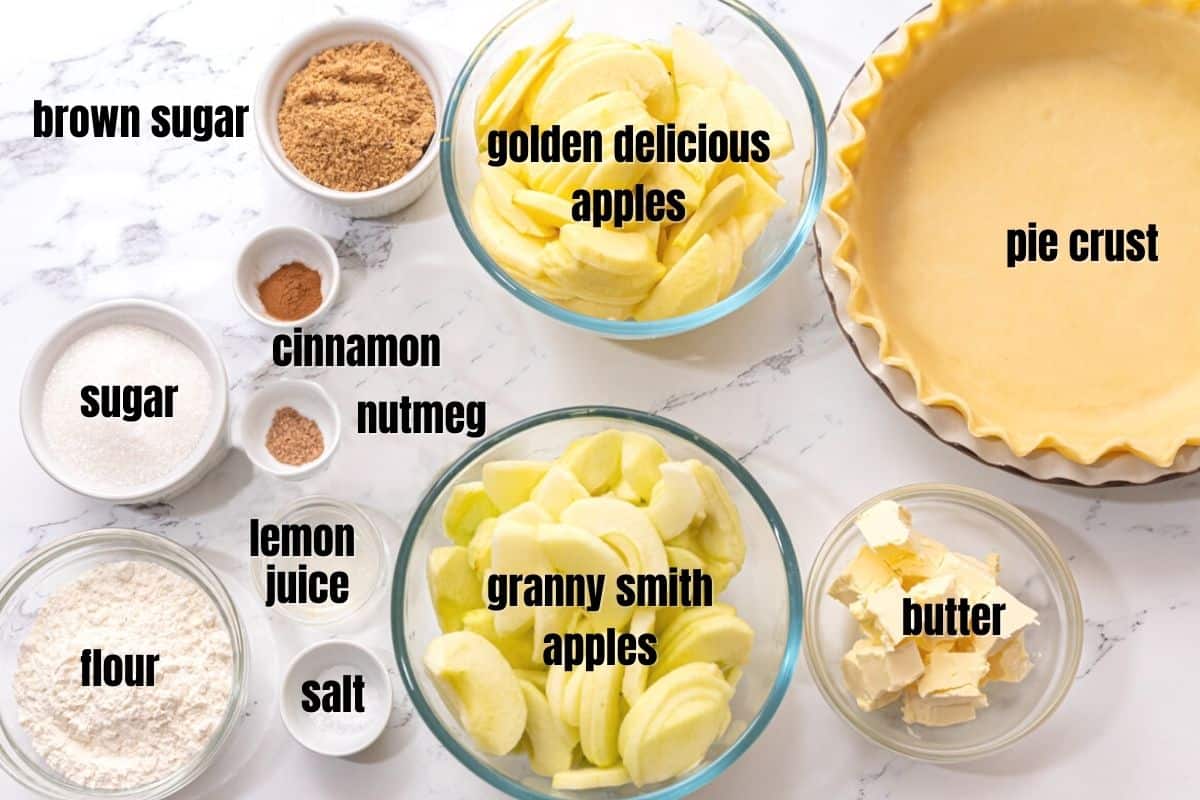 brown sugar
golden delicious
apples
pie crust
cinnamon
sugar
nutmeg
lemon
juice
granny smith
apples
butter
flour
salt